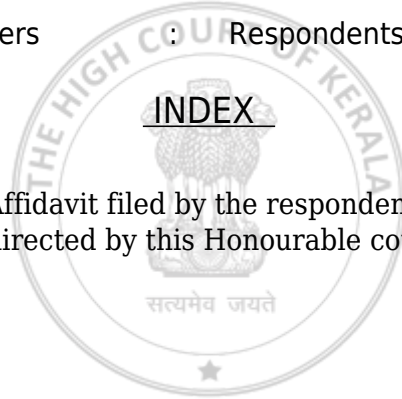 ers : Respondents
THE HIGH COURT OF KERALA
INDEX
Affidavit filed by the responden
directed by this Honourable co
सत्यमेव जयते